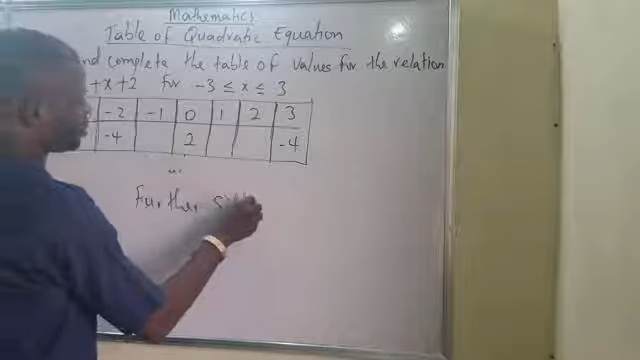 Mathematics
Table of Quadratic Equation
and complete the table of values for the relation
+x+2 for -3 ≤ x ≤ 3
-2 -1 0 1 2 3
-4 2 -4
Further